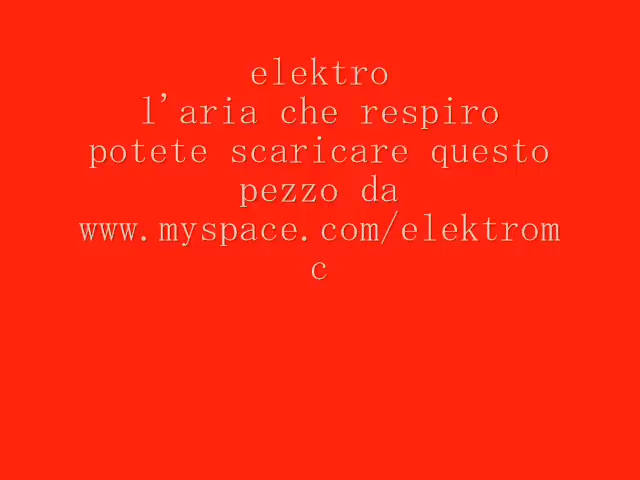 elektro
l'aria che respiro
potete scaricare questo
pezzo da
www.myspace.com/elektrom
c